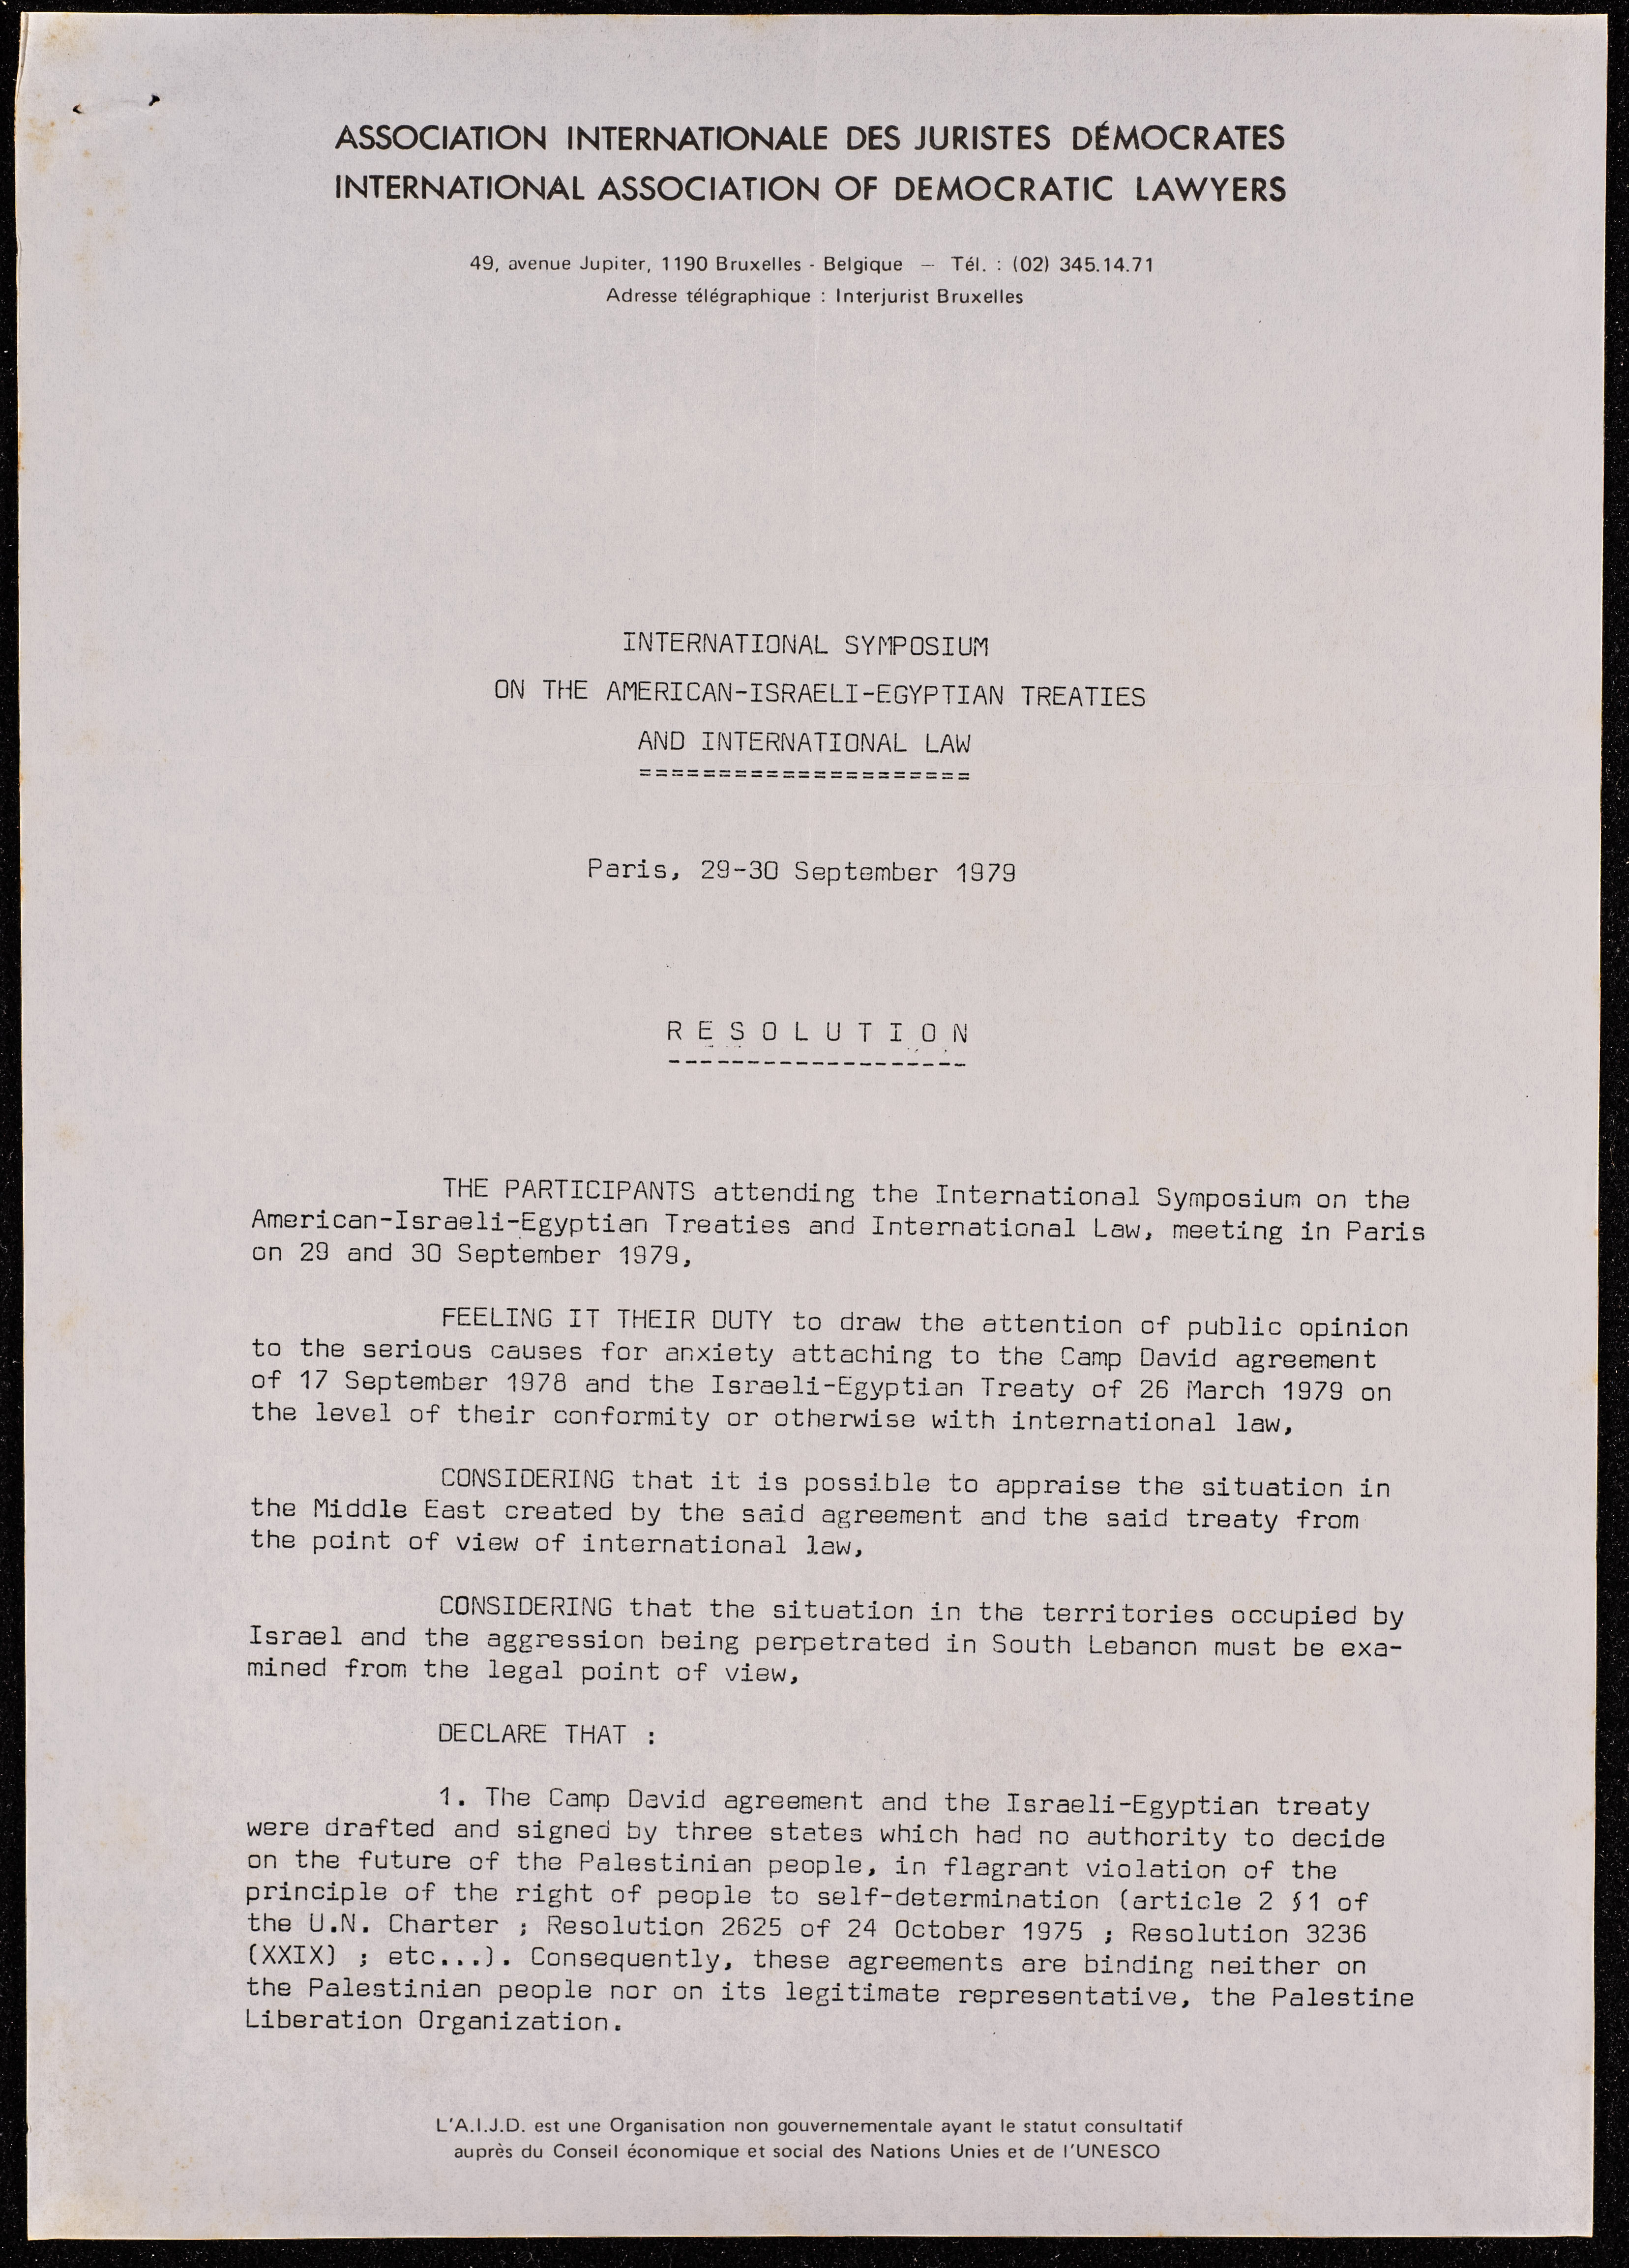 ASSOCIATION INTERNATIONALE DES JURISTES DÉMOCRATES
INTERNATIONAL ASSOCIATION OF DEMOCRATIC LAWYERS
49, avenue Jupiter, 1190 Bruxelles - Belgique — Tél. : (02) 345.14.71
Adresse télégraphique : Interjurist Bruxelles
INTERNATIONAL SYMPOSIUM
ON THE AMERICAN-ISRAELI-EGYPTIAN TREATIES
AND INTERNATIONAL LAW
=====================
Paris, 29-30 September 1979
R E S O L U T I O N
-------------------
THE PARTICIPANTS attending the International Symposium on the
American-Israeli-Egyptian Treaties and International Law, meeting in Paris
on 29 and 30 September 1979,
FEELING IT THEIR DUTY to draw the attention of public opinion
to the serious causes for anxiety attaching to the Camp David agreement
of 17 September 1978 and the Israeli-Egyptian Treaty of 26 March 1979 on
the level of their conformity or otherwise with international law,
CONSIDERING that it is possible to appraise the situation in
the Middle East created by the said agreement and the said treaty from
the point of view of international law,
CONSIDERING that the situation in the territories occupied by
Israel and the aggression being perpetrated in South Lebanon must be exa-
mined from the legal point of view,
DECLARE THAT :
1. The Camp David agreement and the Israeli-Egyptian treaty
were drafted and signed by three states which had no authority to decide
on the future of the Palestinian people, in flagrant violation of the
principle of the right of people to self-determination (article 2 §1 of
the U.N. Charter ; Resolution 2625 of 24 October 1975 ; Resolution 3236
(XXIX) ; etc...). Consequently, these agreements are binding neither on
the Palestinian people nor on its legitimate representative, the Palestine
Liberation Organization.
L'A.I.J.D. est une Organisation non gouvernementale ayant le statut consultatif
auprès du Conseil économique et social des Nations Unies et de l'UNESCO